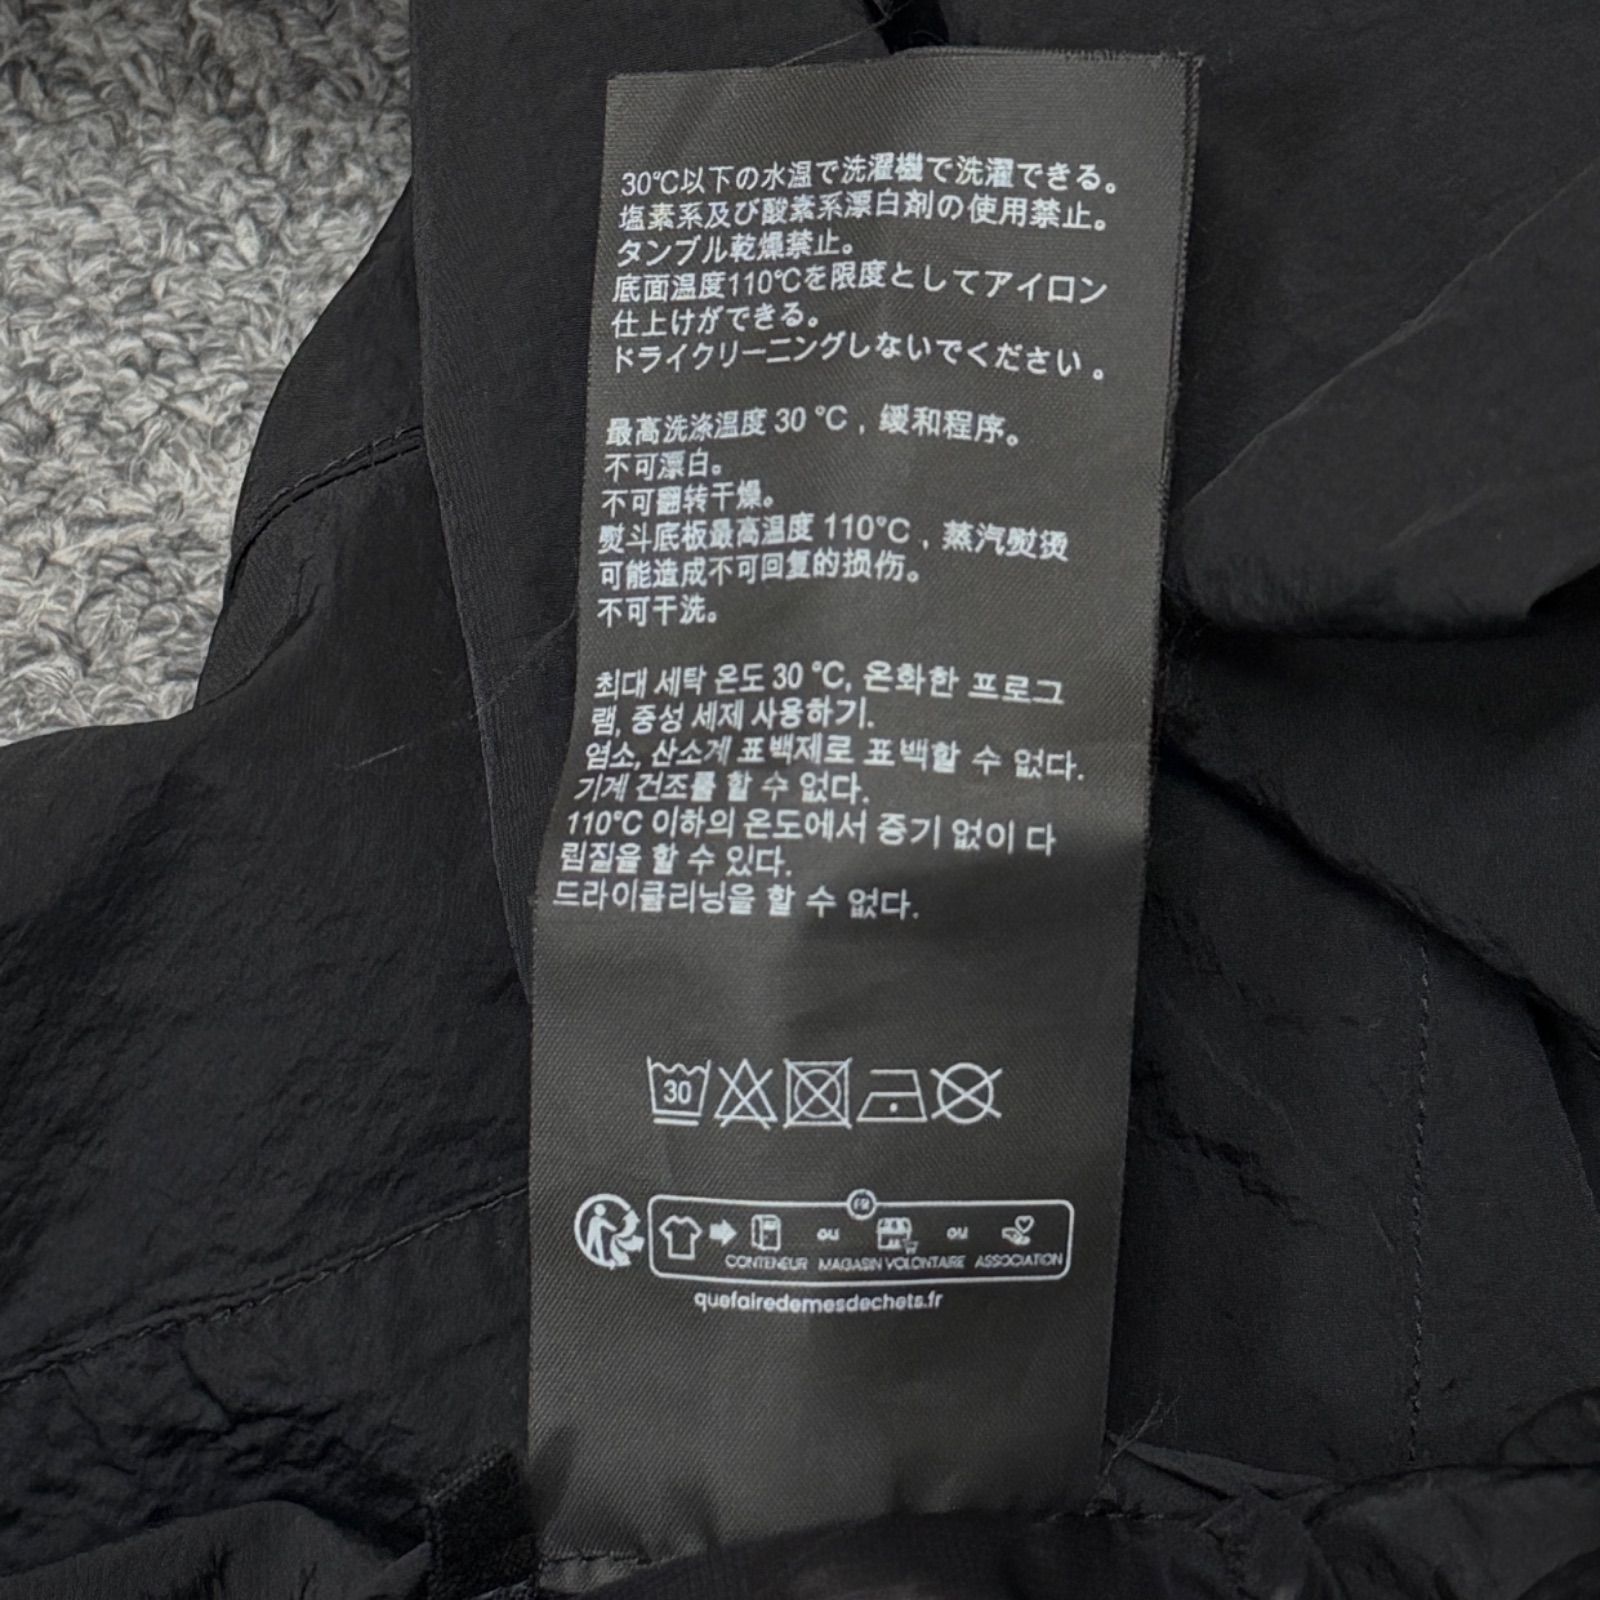 30℃以下の水温で洗濯機で洗濯できる。
塩素系及び酸素系漂白剤の使用禁止。
タンブル乾燥禁止。
底面温度110℃を限度としてアイロン
仕上けができる。
ドライクリーニングしないでください 。
最高洗涤温度 30 °C , 缓和程序。
不可漂白。
不可翻转干燥。
熨斗底板最高温度 110°C , 蒸汽熨烫
可能造成不可回复的损伤。
不可干洗。
최대 세탁 온도 30 °C, 온화한 프로그
램, 중성 세제 사용하기.
염소, 산소계 표백제로 표백할 수 없다.
기계 건조를 할 수 없다.
110°C 이하의 온도에서 증기 없이 다
림질을 할 수 있다.
드라이클리닝을 할 수 없다.
30
FR
ou ou
CONTENEUR MAGASIN VOLONTAIRE ASSOCIATION
quefairedemesdechets.fr